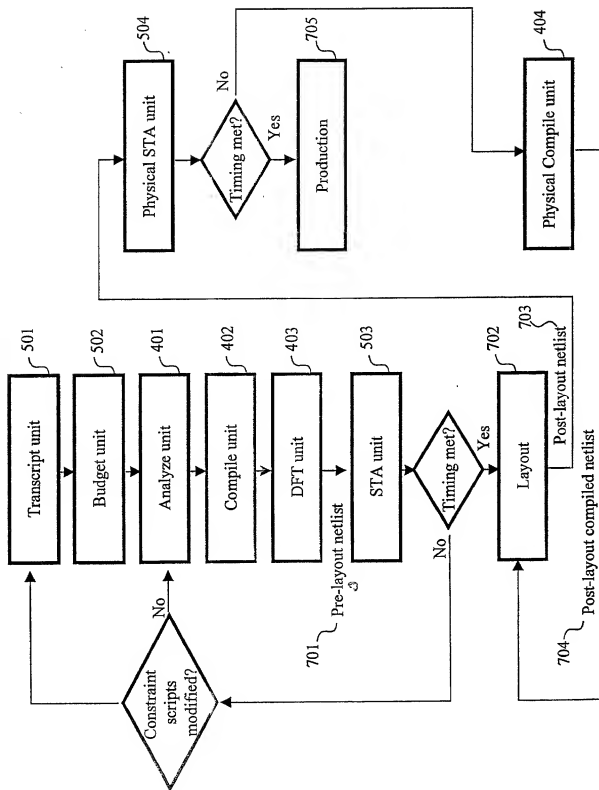 504
Physical STA unit
Timing met?
No
Yes
705
Production
404
Physical Compile unit
501
Transcript unit
502
Budget unit
401
Analyze unit
402
Compile unit
403
DFT unit
701
Pre-layout netlist
503
STA unit
Timing met?
No
Yes
Constraint
scripts
modified?
No
702
Layout
703
Post-layout netlist
704
Post-layout compiled netlist